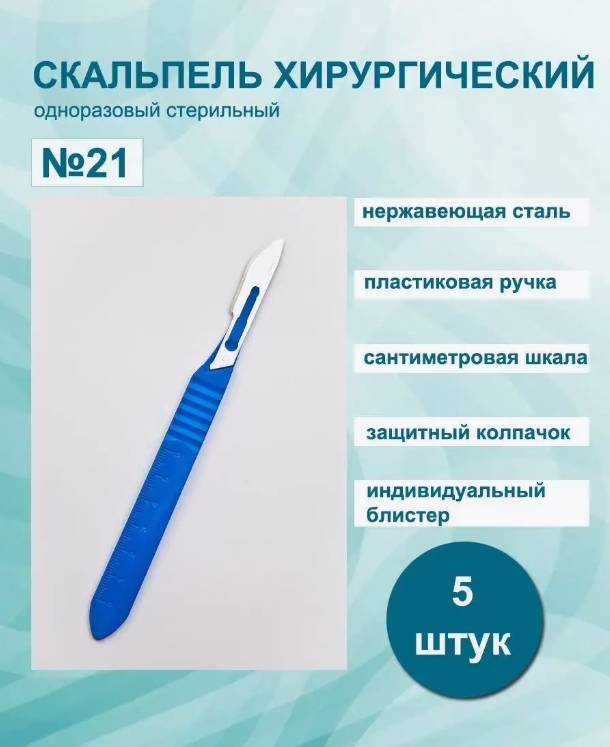 СКАЛЬПЕЛЬ ХИРУРГИЧЕСКИЙ
одноразовый стерильный
№21
нержавеющая сталь
пластиковая ручка
сантиметровая шкала
защитный колпачок
индивидуальный
блистер
5
штук